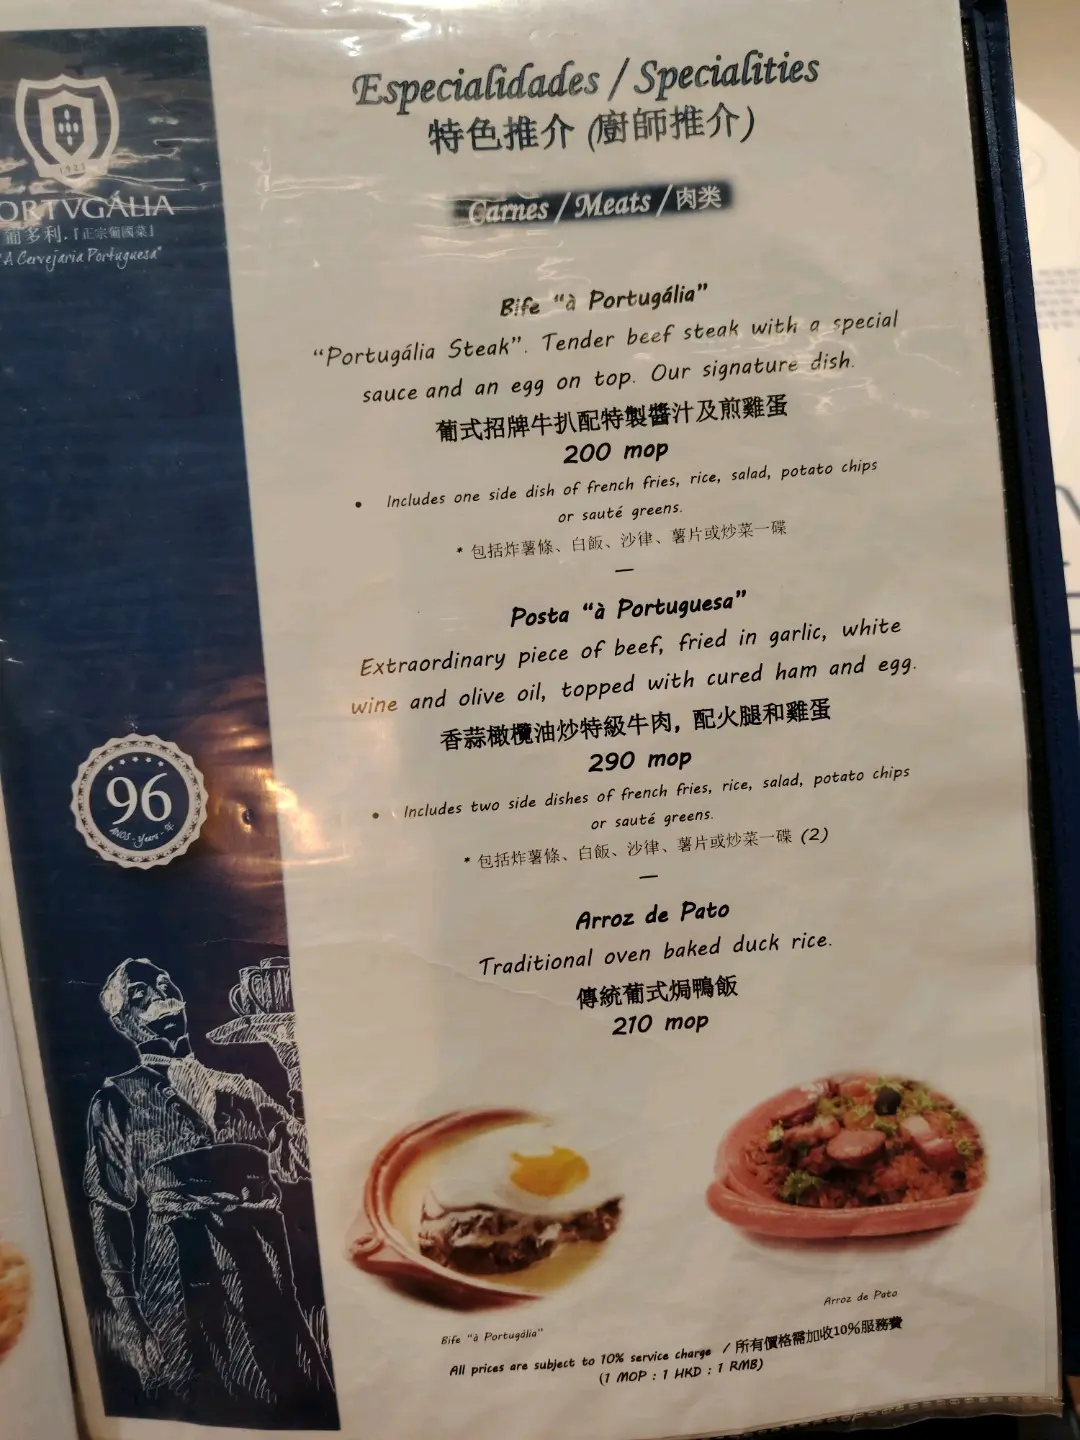 Especialidades / Specialities
特色推介 (廚師推介)
Carnes / Meats / 肉类
1925
ORTVGÁLIA
葡多利.「正宗葡國菜」
"A Cervejaria Portuguesa"
Bife "à Portugália"
"Portugália Steak". Tender beef steak with a special
sauce and an egg on top. Our signature dish.
葡式招牌牛扒配特製醬汁及煎雞蛋
200 mop
• Includes one side dish of french fries, rice, salad, potato chips
or sauté greens.
* 包括炸薯條、白飯、沙律、薯片或炒菜一碟
—
Posta "à Portuguesa"
Extraordinary piece of beef, fried in garlic, white
wine and olive oil, topped with cured ham and egg.
香蒜橄欖油炒特級牛肉, 配火腿和雞蛋
290 mop
• Includes two side dishes of french fries, rice, salad, potato chips
or sauté greens.
* 包括炸薯條、白飯、沙律、薯片或炒菜一碟 (2)
—
96
ANOS - Years - 年
Arroz de Pato
Traditional oven baked duck rice.
傳統葡式焗鴨飯
210 mop
Arroz de Pato
Bife "à Portugália"
All prices are subject to 10% service charge / 所有價格需加收10%服務費
(1 MOP : 1 HKD : 1 RMB)